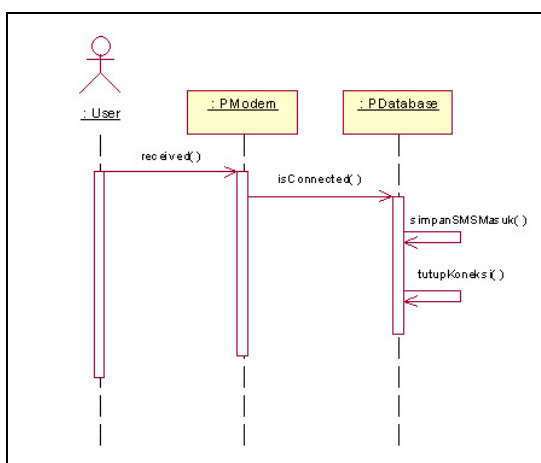 : User
: PModem
: PDatabase
received( )
isConnected( )
simpanSMSMasuk( )
tutupKoneksi( )